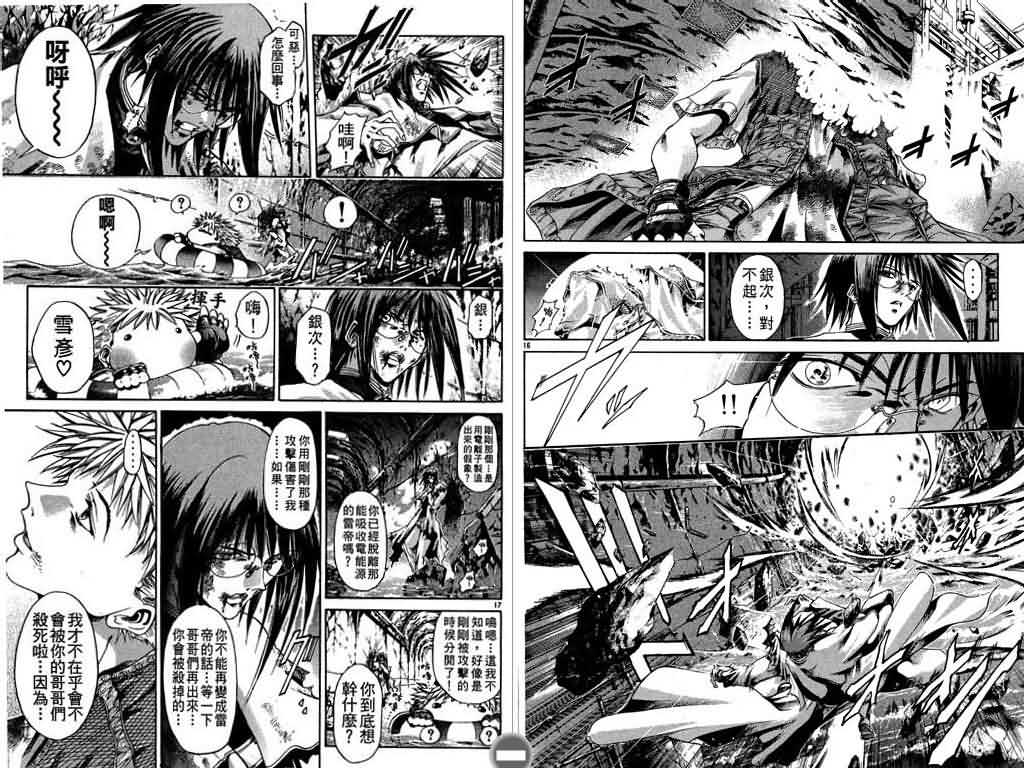 …
銀次，對
不起…
16
!!
哇！
可惡…
怎麼回事…
呀呼~~~
!
?
?
嗯啊~~
銀…
銀次…?
嗨！
揮手
雪彥♡
剛剛那個…是
用電離子製造
出來的假象?
你已經脫離那
能吸收電能源
的雷帝嗎?
17
嗚嗯…這我不
知道，好像是
剛剛被攻擊的
時候分開了!
你到底想
幹什麼?
?
?
你用剛剛那種
攻擊傷害了我
……如果…
你不能再變成雷
帝的話…等一下
哥哥們再出來…
你會被殺掉的…
……
我才不在乎會不
會被你的哥哥們
殺死啦…因為…